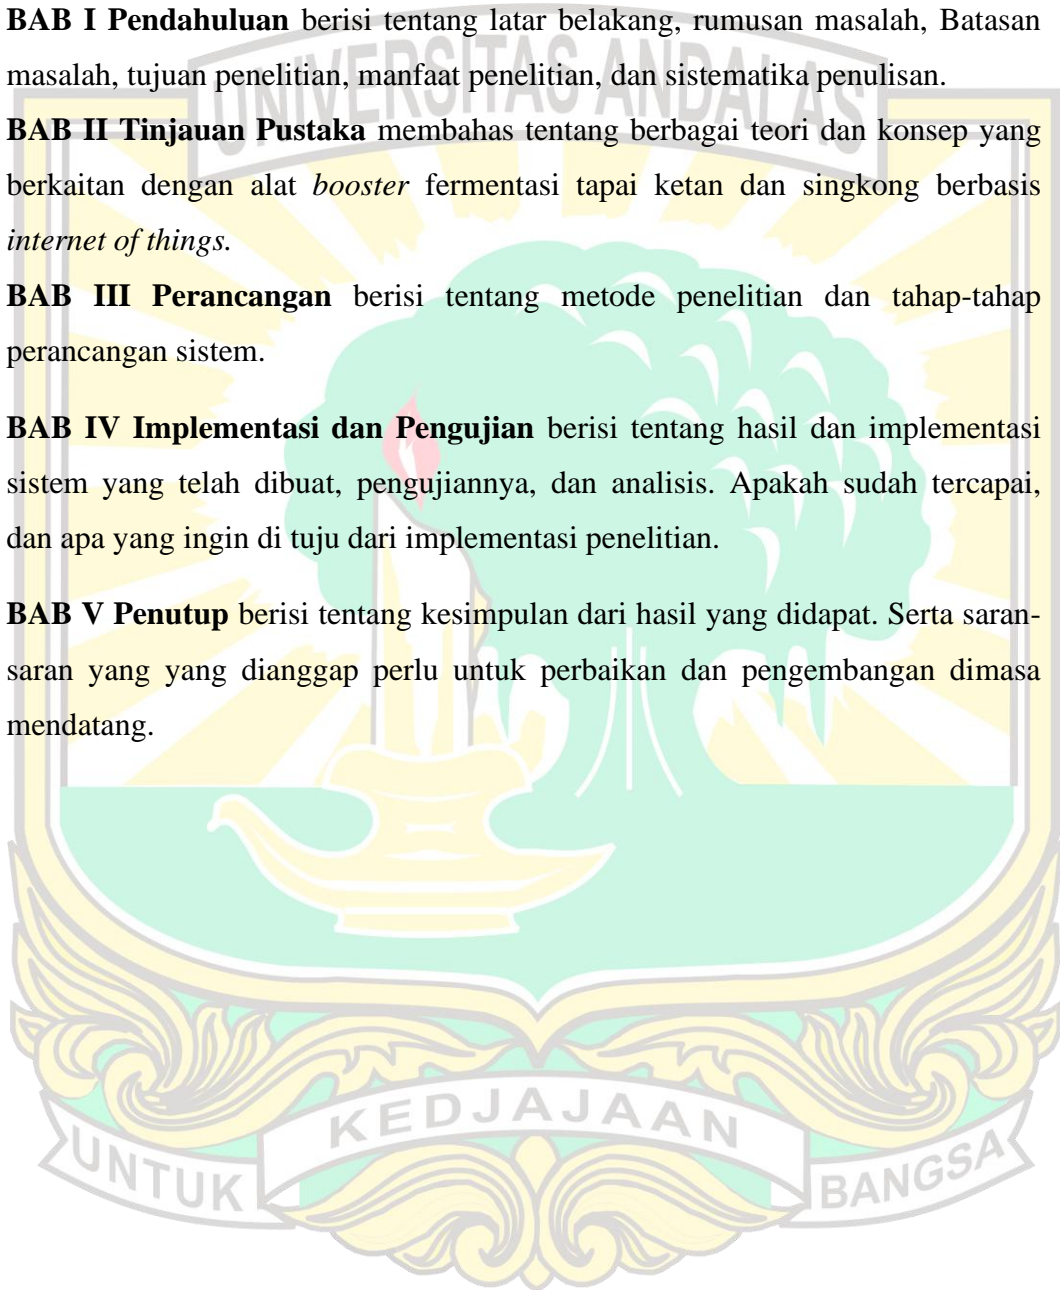 BAB I Pendahuluan berisi tentang latar belakang, rumusan masalah, Batasan
masalah, tujuan penelitian, manfaat penelitian, dan sistematika penulisan.
BAB II Tinjauan Pustaka membahas tentang berbagai teori dan konsep yang
berkaitan dengan alat booster fermentasi tapai ketan dan singkong berbasis
internet of things.
BAB III Perancangan berisi tentang metode penelitian dan tahap-tahap
perancangan sistem.
BAB IV Implementasi dan Pengujian berisi tentang hasil dan implementasi
sistem yang telah dibuat, pengujiannya, dan analisis. Apakah sudah tercapai,
dan apa yang ingin di tuju dari implementasi penelitian.
BAB V Penutup berisi tentang kesimpulan dari hasil yang didapat. Serta saran-
saran yang yang dianggap perlu untuk perbaikan dan pengembangan dimasa
mendatang.
UNIVERSITAS ANDALAS
UNTUK KEDJAJAAN BANGSA